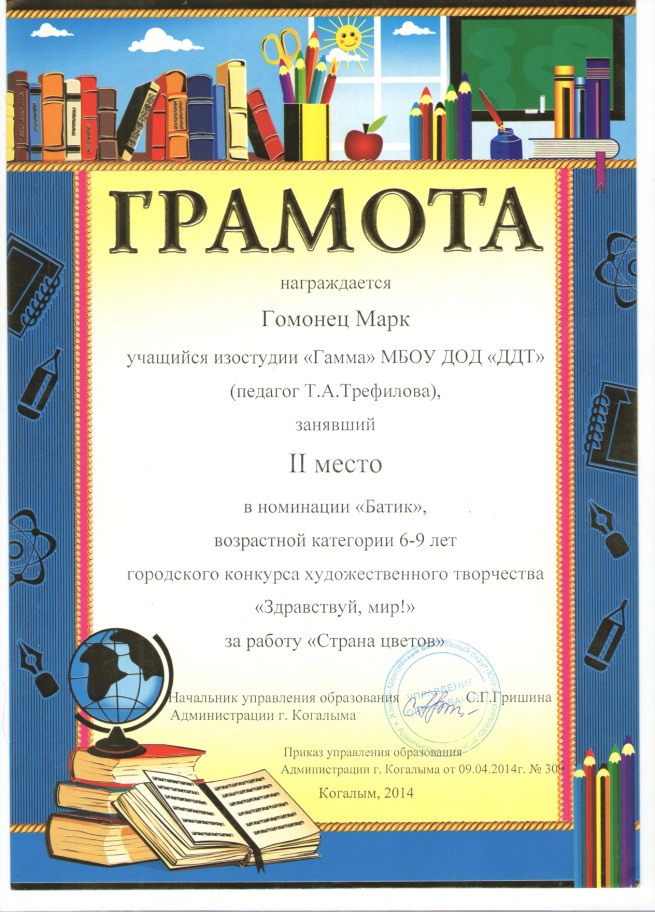 ГРАМОТА
награждается
Гомонец Марк
учащийся изостудии «Гамма» МБОУ ДОД «ДДТ»
(педагог Т.А.Трефилова),
занявший
II место
в номинации «Батик»,
возрастной категории 6-9 лет
городского конкурса художественного творчества
«Здравствуй, мир!»
за работу «Страна цветов»
Начальник управления образования С.Г.Гришина
Администрации г. Когалыма
УПРАВЛЕНИЕ
ОБРАЗОВАНИЯ
Приказ управления образования
Администрации г. Когалыма от 09.04.2014г. №
Когалым, 2014